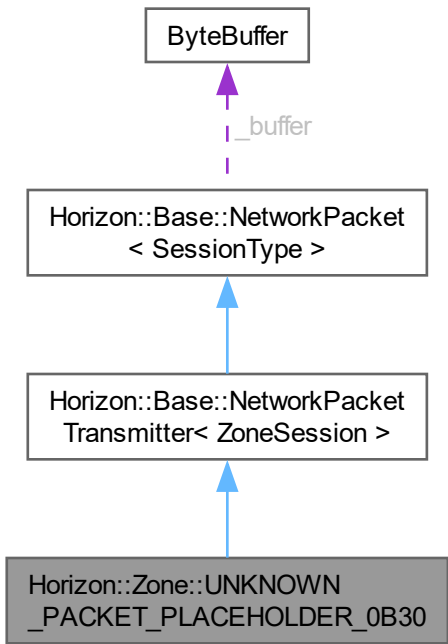 ByteBuffer
_buffer
Horizon::Base::NetworkPacket
< SessionType >
Horizon::Base::NetworkPacket
Transmitter< ZoneSession >
Horizon::Zone::UNKNOWN
_PACKET_PLACEHOLDER_0B30